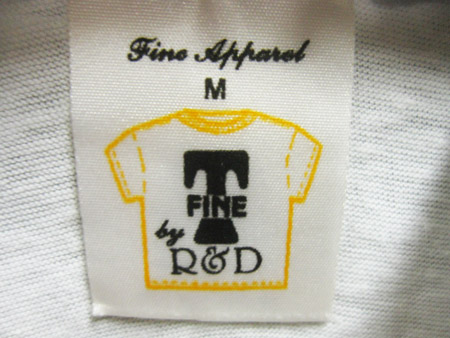 Fine Apparel
M
T
FINE
by
R&D